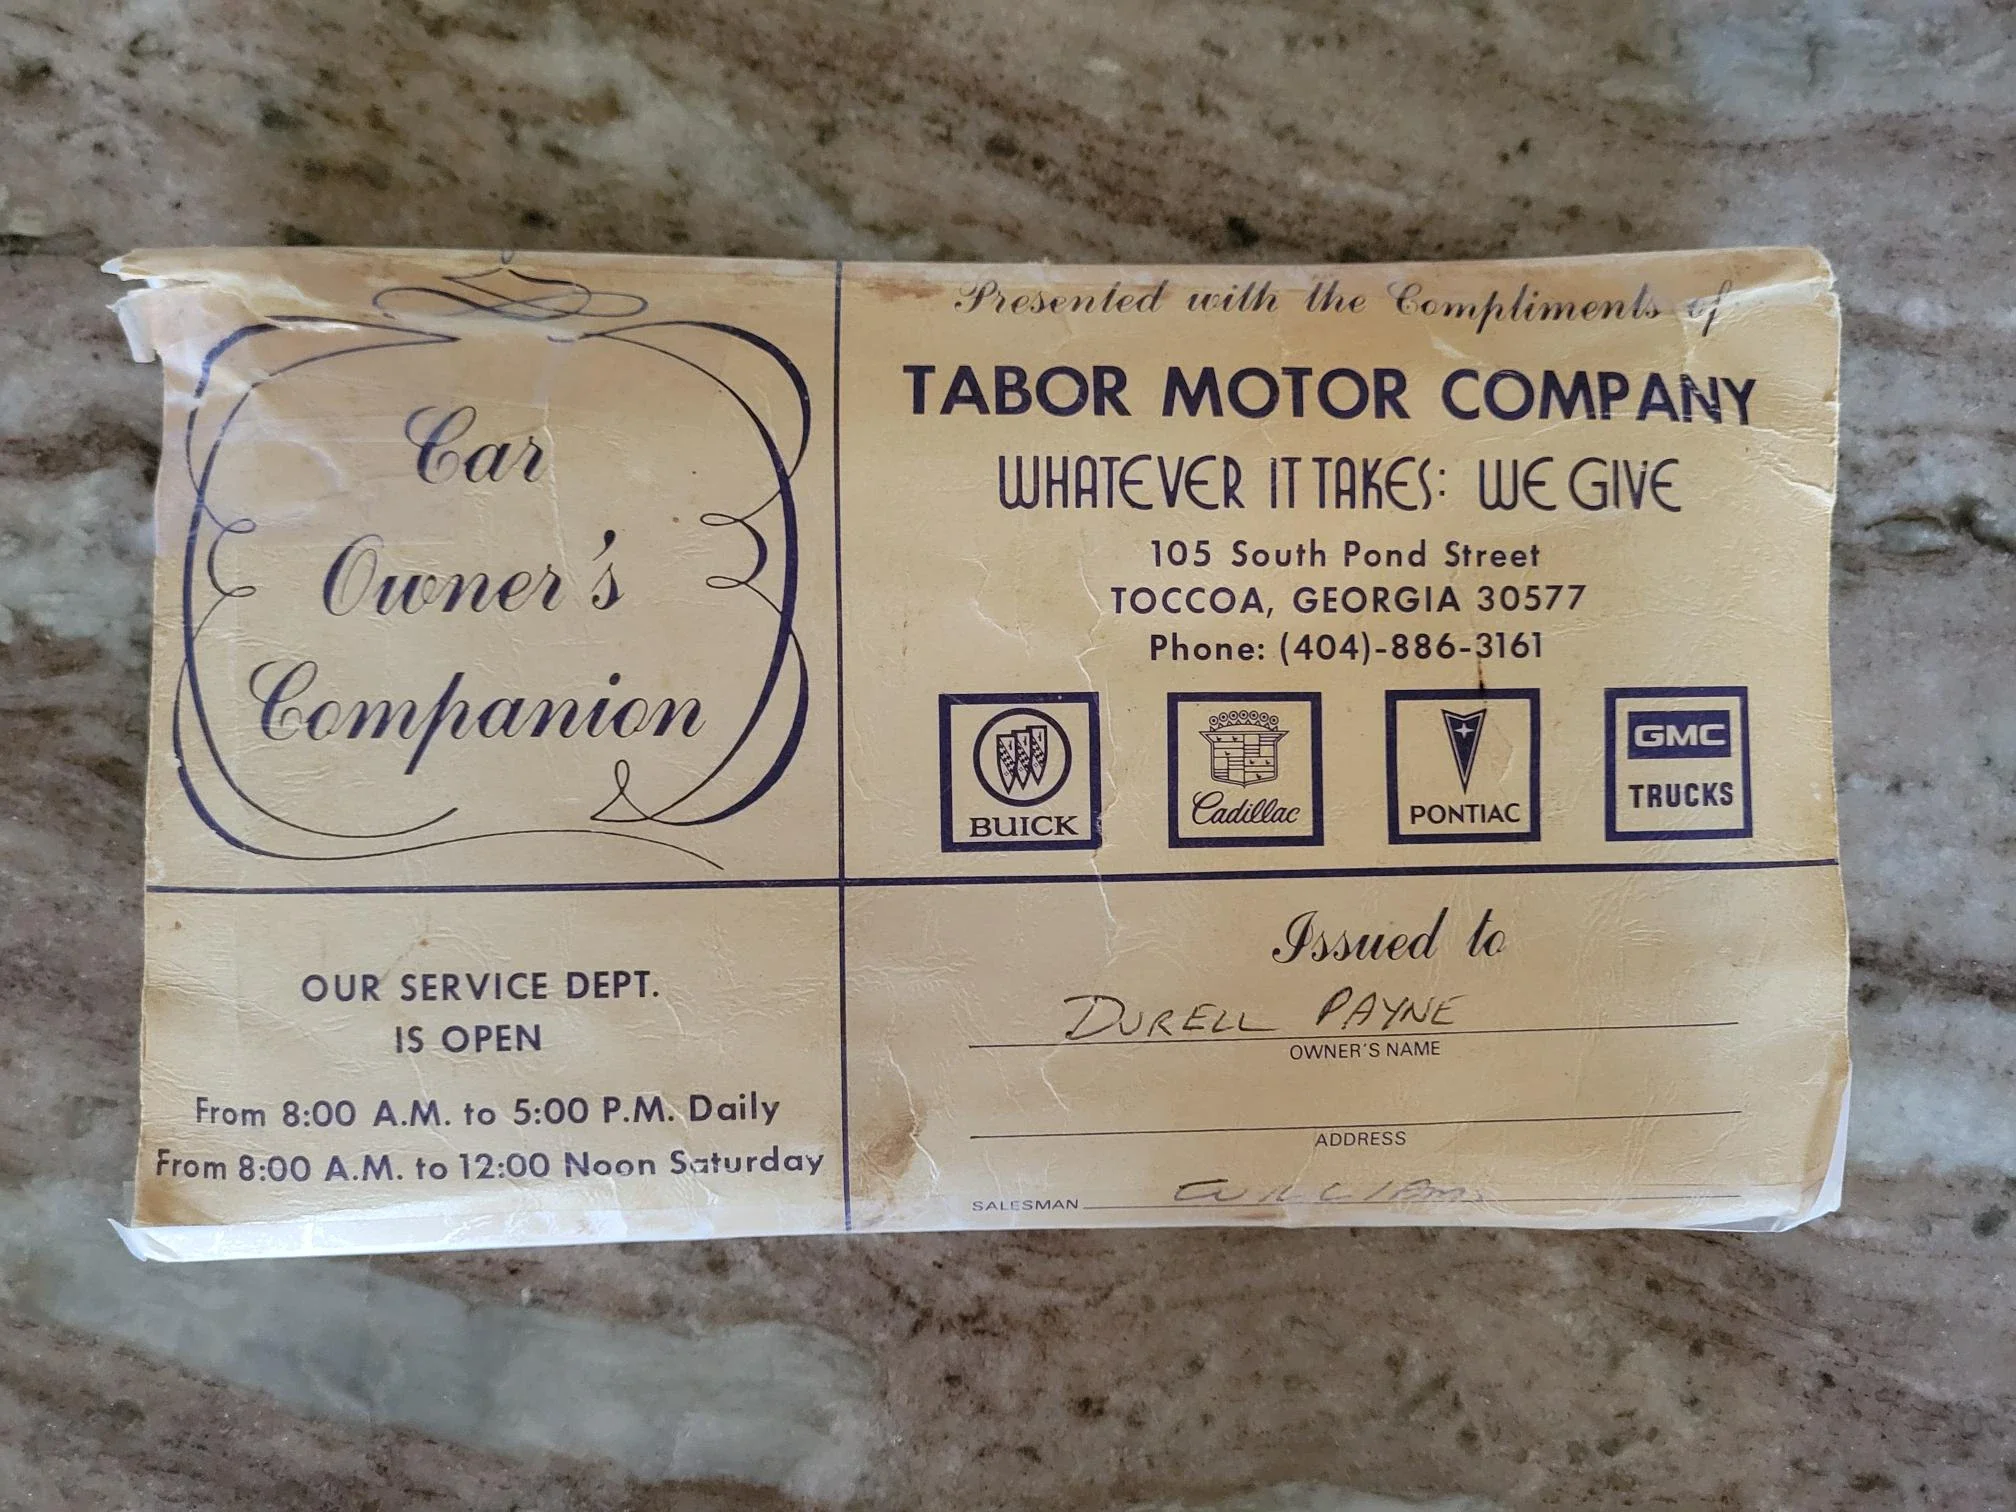 Car
Owner's
Companion
Presented with the Compliments of
TABOR MOTOR COMPANY
WHATEVER IT TAKES: WE GIVE
105 South Pond Street
TOCCOA, GEORGIA 30577
Phone: (404)-886-3161
BUICK
Cadillac
PONTIAC
GMC
TRUCKS
OUR SERVICE DEPT.
IS OPEN
From 8:00 A.M. to 5:00 P.M. Daily
From 8:00 A.M. to 12:00 Noon Saturday
Issued to
DURELL PAYNE
OWNER'S NAME
ADDRESS
SALESMAN